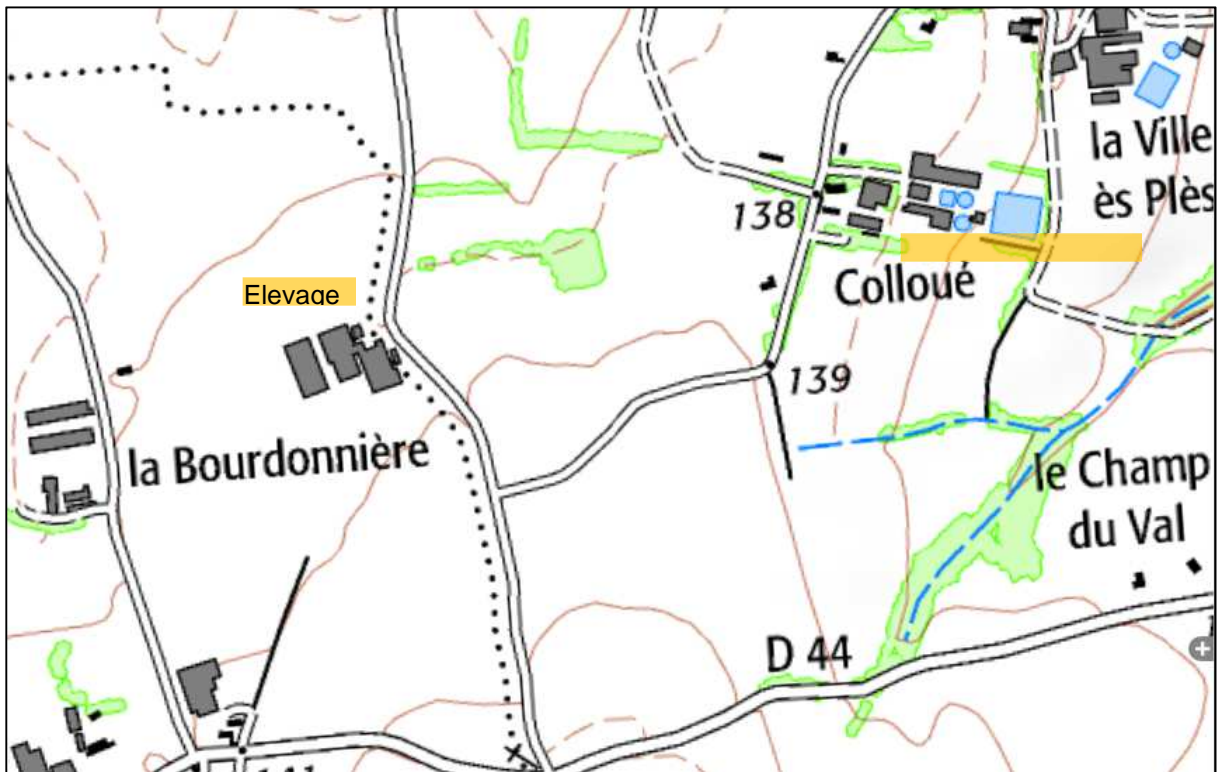 la Ville
ès Plès
138
Colloué
Elevage
139
la Bourdonnière
le Champ
du Val
D 44